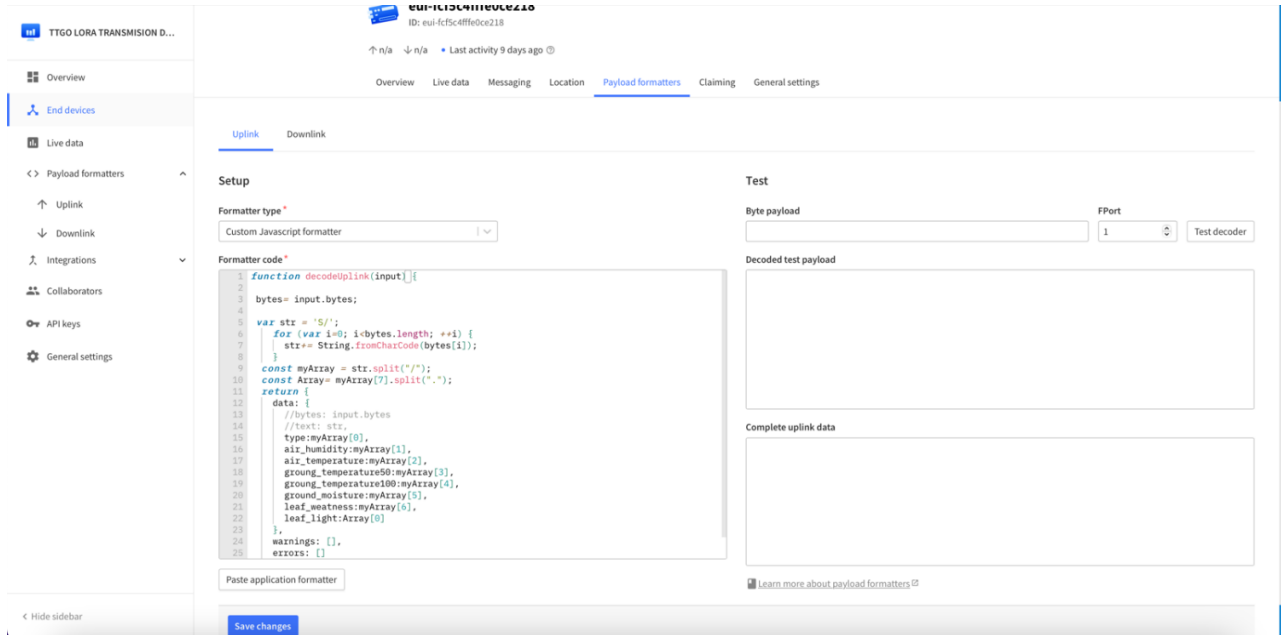 eui-fcf5c4fffe0ce218
ID: eui-fcf5c4fffe0ce218
TTGO LORA TRANSMISION D...
↑ n/a ↓ n/a • Last activity 9 days ago
Overview Live data Messaging Location Payload formatters Claiming General settings
Overview
End devices
Live data
Payload formatters
Uplink
Downlink
Integrations
Collaborators
API keys
General settings
< Hide sidebar
Uplink Downlink
Setup
Formatter type *
Custom Javascript formatter
Formatter code *
1 function decodeUplink(input) {
2
3 bytes= input.bytes;
4
5 var str = 'S/';
6 for (var i=0; i<bytes.length; ++i) {
7 str+= String.fromCharCode(bytes[i]);
8 }
9 const myArray = str.split("/");
10 const Array= myArray[7].split(".");
11 return {
12 data: {
13 //bytes: input.bytes
14 //text: str,
15 type:myArray[0],
16 air_humidity:myArray[1],
17 air_temperature:myArray[2],
18 groung_temperature50:myArray[3],
19 groung_temperature100:myArray[4],
20 ground_moisture:myArray[5],
21 leaf_weatness:myArray[6],
22 leaf_light:Array[0]
23 },
24 warnings: [],
25 errors: []
Paste application formatter
Save changes
Test
Byte payload FPort
1 Test decoder
Decoded test payload
Complete uplink data
Learn more about payload formatters